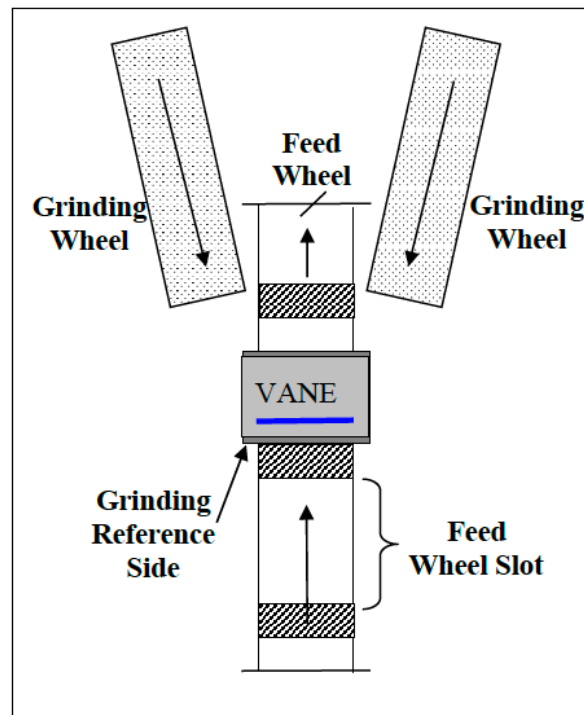 Feed
Wheel
Grinding
Wheel
Grinding
Wheel
VANE
Grinding
Reference
Side
Feed
Wheel Slot